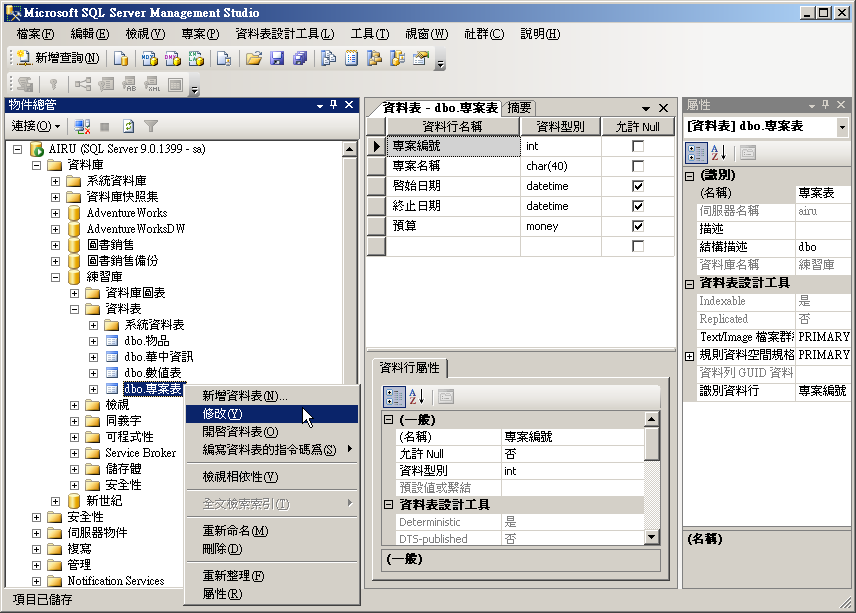 Microsoft SQL Server Management Studio
檔案(F) 編輯(E) 檢視(V) 專案(P) 資料表設計工具(L) 工具(T) 視窗(W) 社群(C) 說明(H)
新增查詢(N)
物件總管
連接(O)
AIRU (SQL Server 9.0.1399 - sa)
資料庫
系統資料庫
資料庫快照集
AdventureWorks
AdventureWorksDW
圖書銷售
圖書銷售備份
練習庫
資料庫圖表
資料表
系統資料表
dbo.物品
dbo.華中資訊
dbo.數值表
dbo.專案表
檢視
同義字
可程式性
Service Broker
儲存體
安全性
新世紀
安全性
伺服器物件
複寫
管理
Notification Services
新增資料表(N)...
修改(Y)
開啓資料表(O)
編寫資料表的指令碼爲(S)
檢視相依性(V)
全文檢索索引(T)
重新命名(M)
刪除(D)
重新整理(F)
屬性(R)
資料表 - dbo.專案表 摘要
資料行名稱 資料型別 允許 Null
專案編號 int
專案名稱 char(40)
啓始日期 datetime
終止日期 datetime
預算 money
資料行屬性
(一般)
(名稱) 專案編號
允許 Null 否
資料型別 int
預設值或繫結
資料表設計工具
Deterministic 是
DTS-published 否
(一般)
屬性
[資料表] dbo.專案表
(識別)
(名稱) 專案表
伺服器名稱 airu
描述
結構描述 dbo
資料庫名稱 練習庫
資料表設計工具
Indexable 是
Replicated 否
Text/Image 檔案群組 PRIMARY
規則資料空間規格 PRIMARY
資料列 GUID 資料
識別資料行 專案編號
(名稱)
項目已儲存